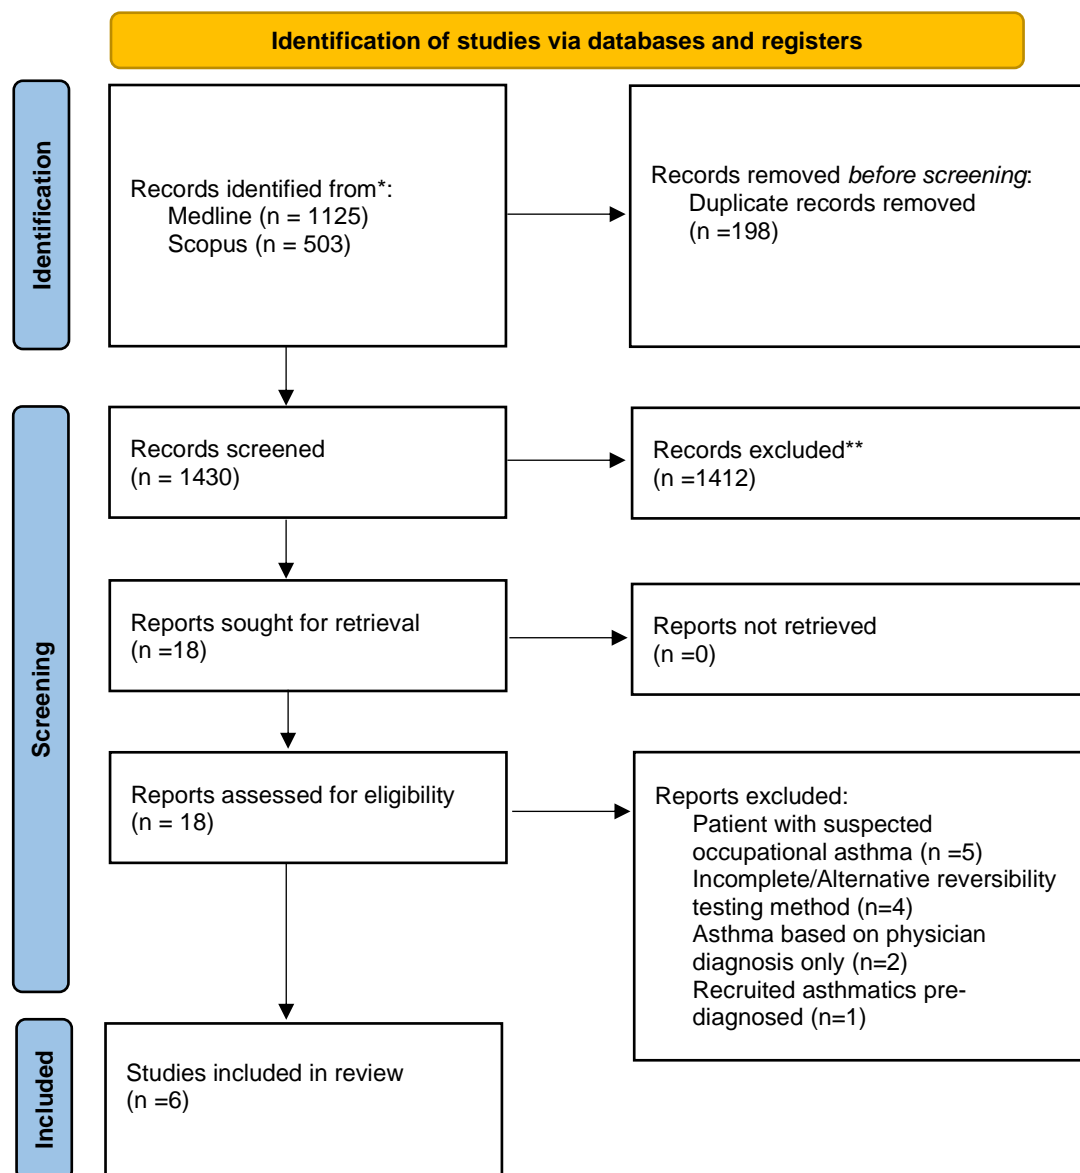 Identification of studies via databases and registers
Identification
Records identified from*:
Medline (n = 1125)
Scopus (n = 503)
Records removed before screening:
Duplicate records removed
(n =198)
Screening
Records screened
(n = 1430)
Records excluded**
(n =1412)
Reports sought for retrieval
(n =18)
Reports not retrieved
(n =0)
Reports assessed for eligibility
(n = 18)
Reports excluded:
Patient with suspected
occupational asthma (n =5)
Incomplete/Alternative reversibility
testing method (n=4)
Asthma based on physician
diagnosis only (n=2)
Recruited asthmatics pre-
diagnosed (n=1)
Included
Studies included in review
(n =6)